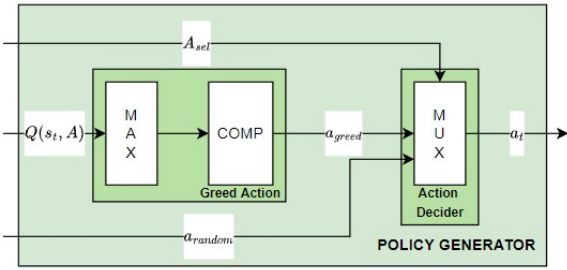 A_sel
M
A
X
COMP
M
U
X
Q(s_t, A)
a_greed
a_t
Greed Action
Action
Decider
a_random
POLICY GENERATOR